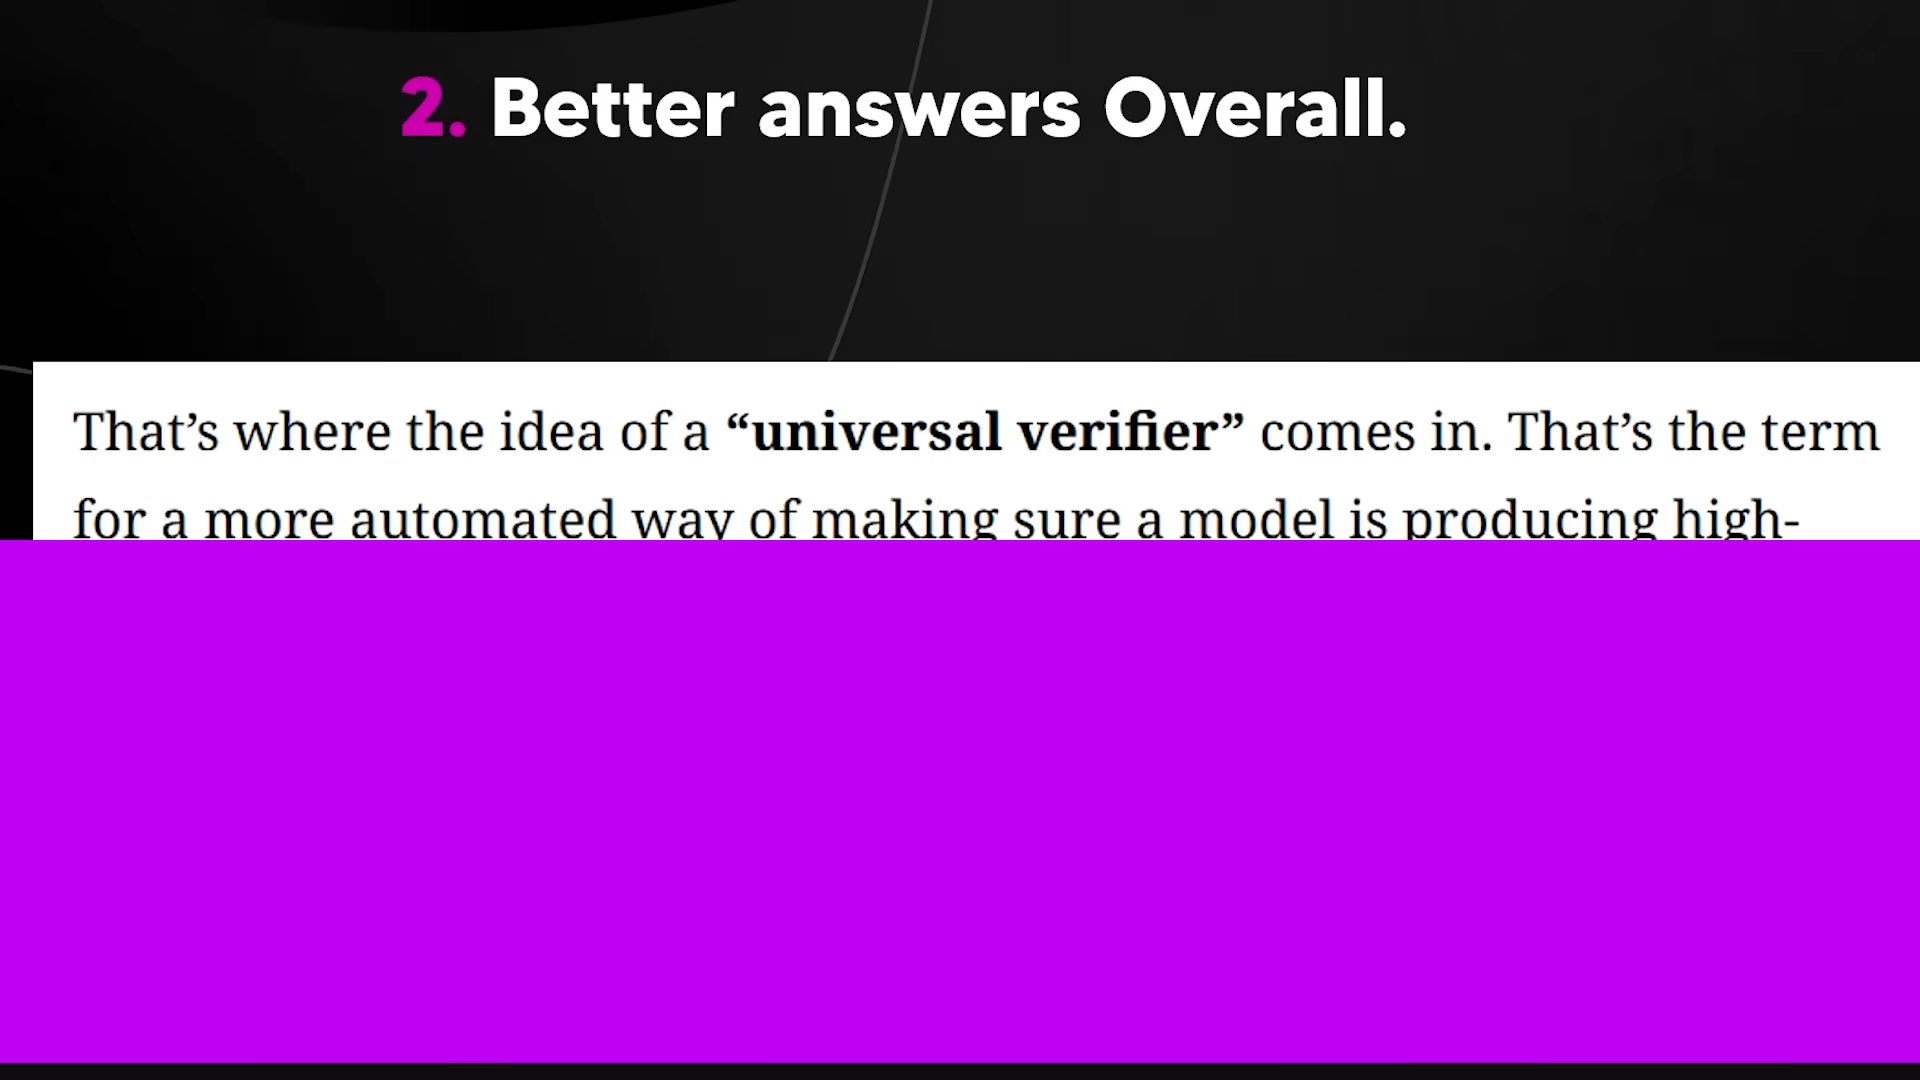 2. Better answers Overall.
That’s where the idea of a “universal verifier” comes in. That’s the term
for a more automated way of making sure a model is producing high-